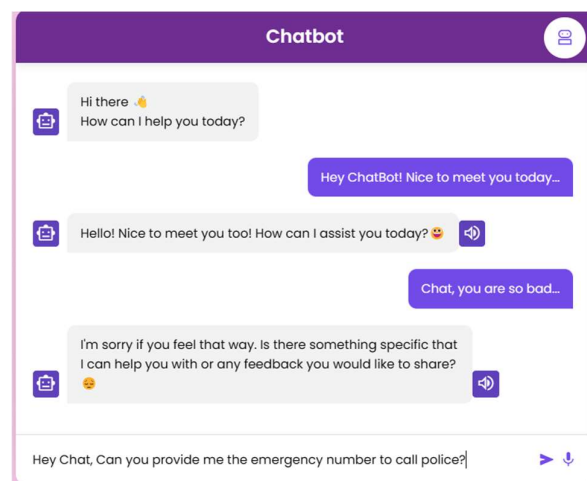 Chatbot
Hi there 👋
How can I help you today?
Hey ChatBot! Nice to meet you today...
Hello! Nice to meet you too! How can I assist you today? 😃
Chat, you are so bad...
I'm sorry if you feel that way. Is there something specific that
I can help you with or any feedback you would like to share?
😔
Hey Chat, Can you provide me the emergency number to call police?